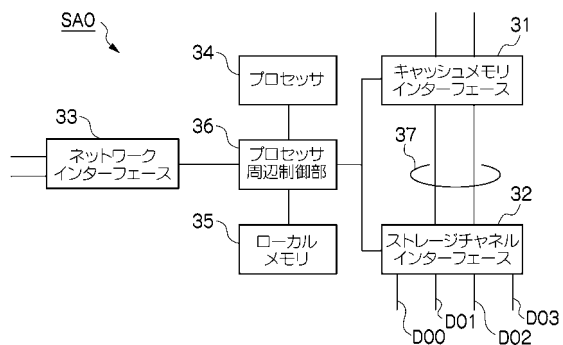 SA0
31
34
キャッシュメモリ
インターフェース
プロセッサ
33
36
37
ネットワーク
インターフェース
プロセッサ
周辺制御部
32
35
ローカル
メモリ
ストレージチャネル
インターフェース
D00
D01
D02
D03